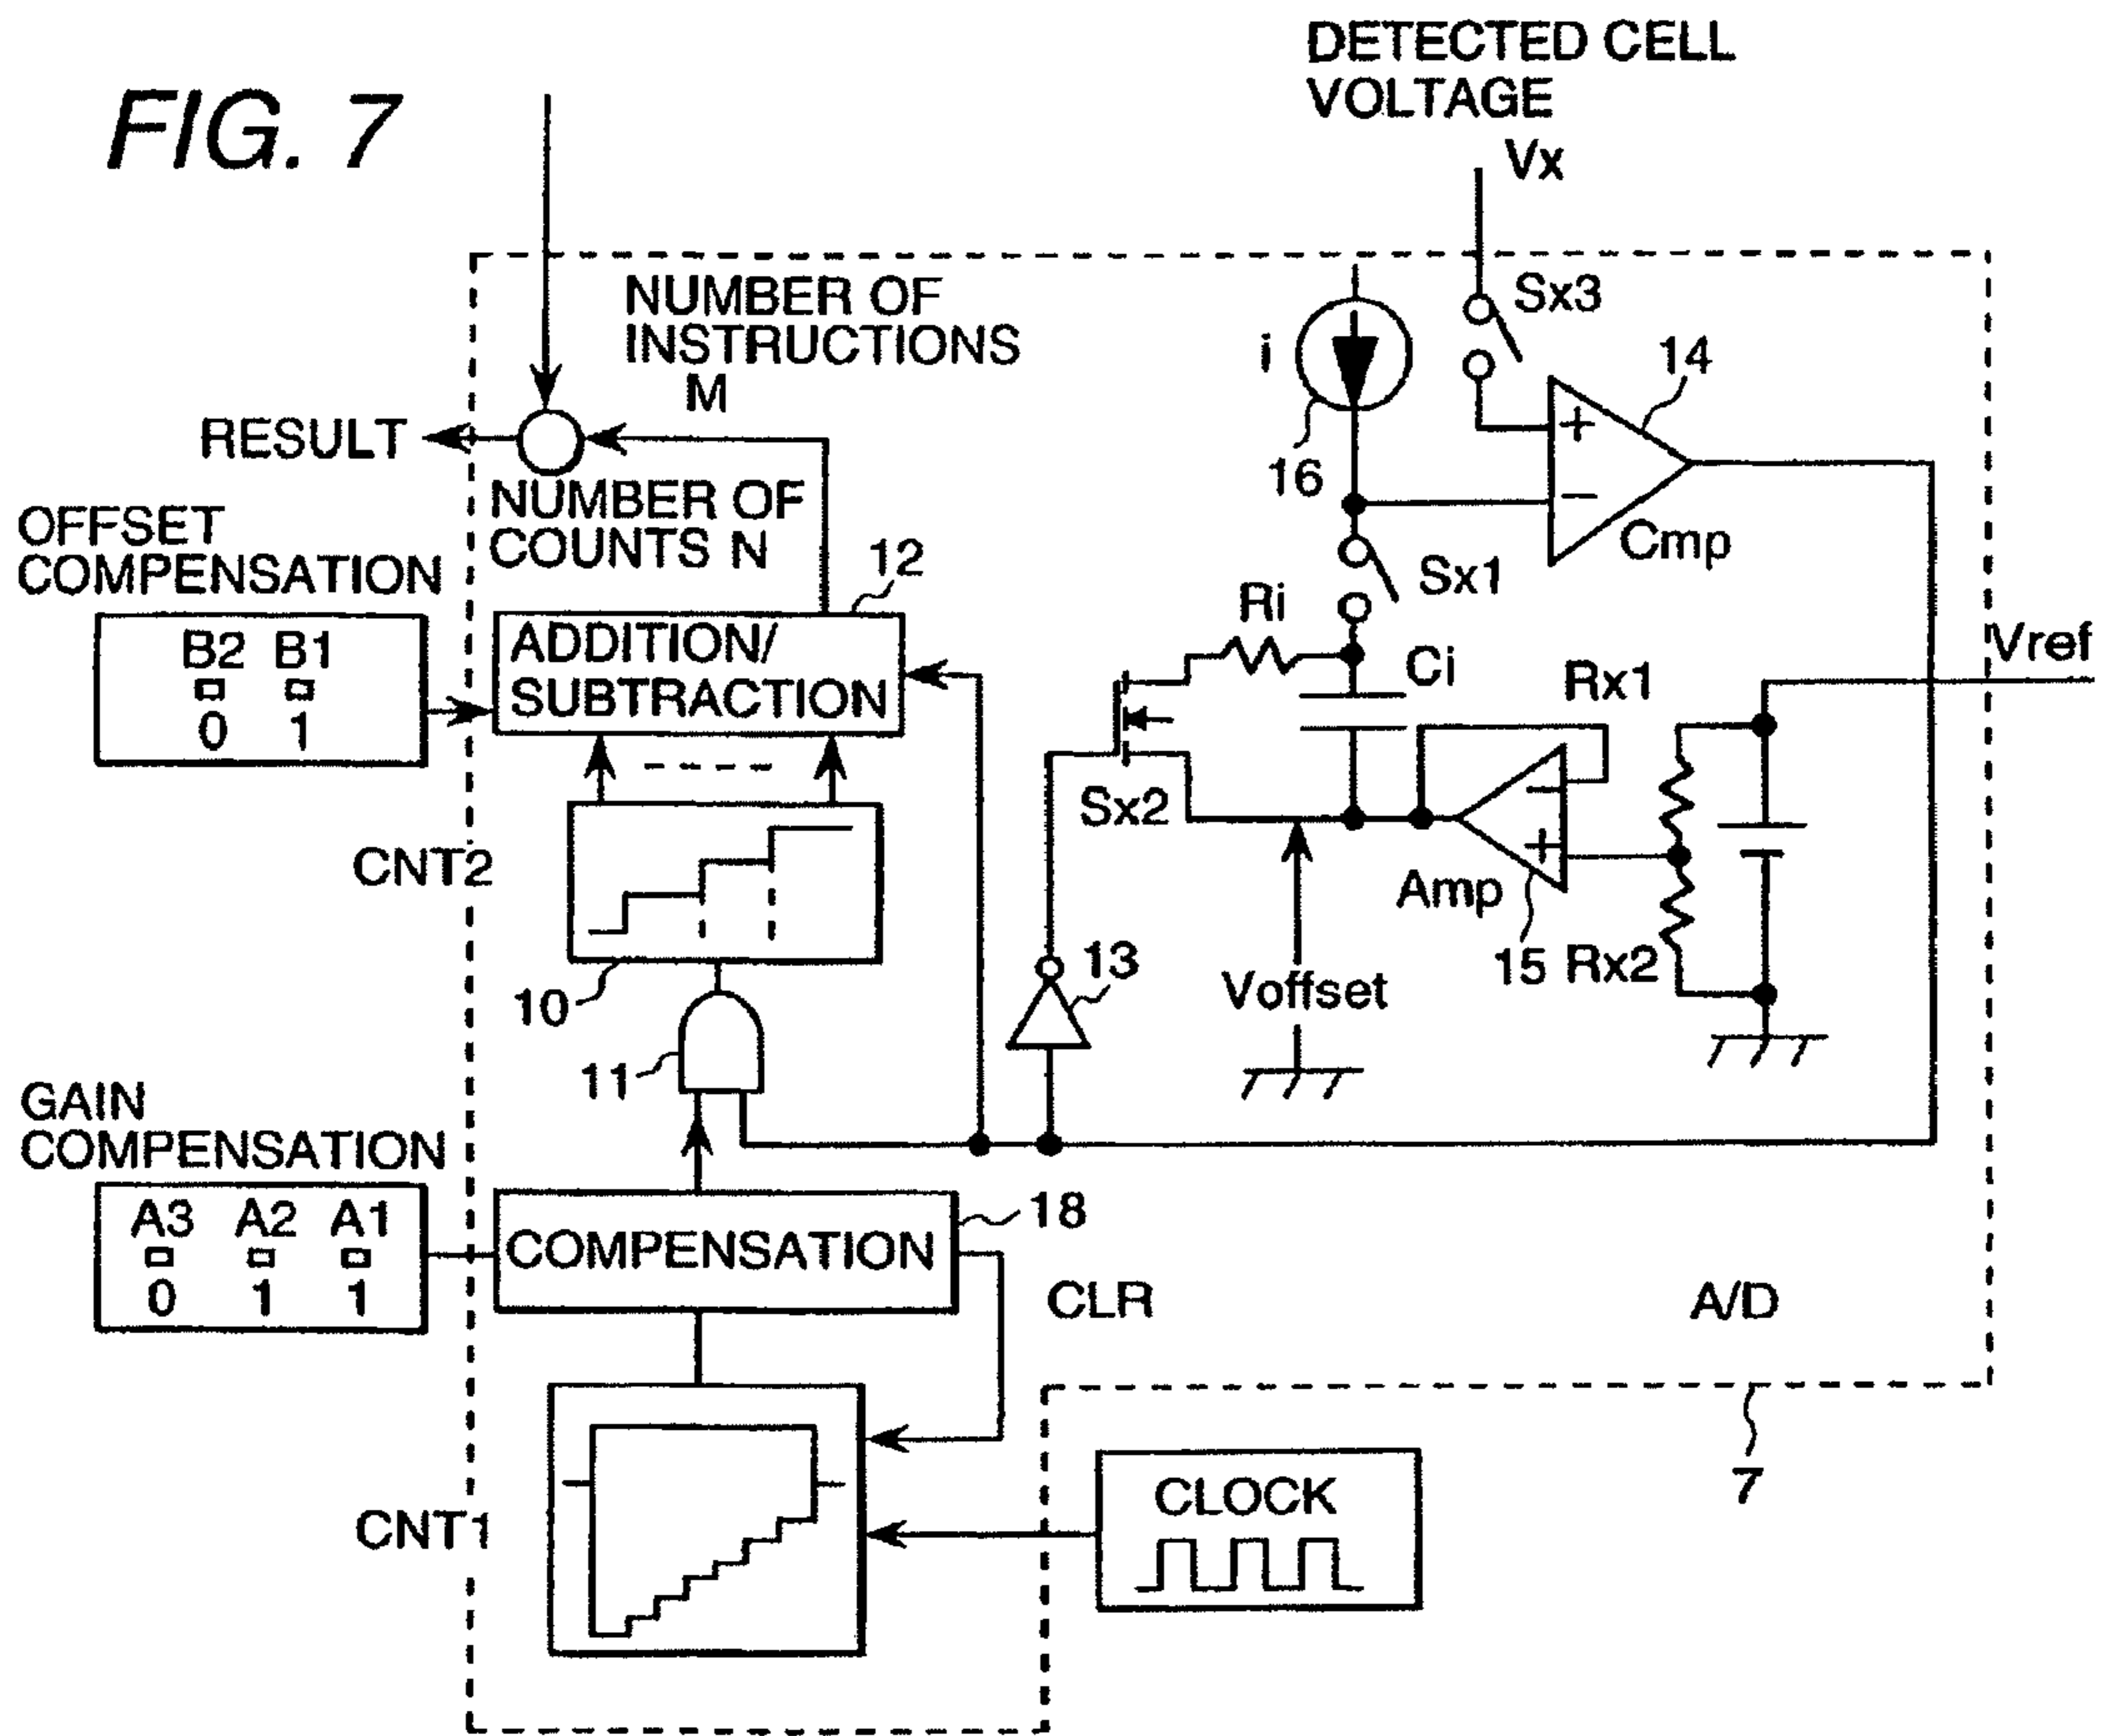 FIG. 7
DETECTED CELL
VOLTAGE
Vx
NUMBER OF
INSTRUCTIONS
M
Sx3
i
14
16
+
−
Cmp
RESULT
NUMBER OF
COUNTS N
12
OFFSET
COMPENSATION
B2 B1
0 1
ADDITION/
SUBTRACTION
Sx1
Ri
Ci
Rx1
Vref
Sx2
−
+
Amp
15
Rx2
CNT2
10
13
Voffset
11
GAIN
COMPENSATION
A3 A2 A1
0 1 1
COMPENSATION
18
CLR
A/D
7
CNT1
CLOCK